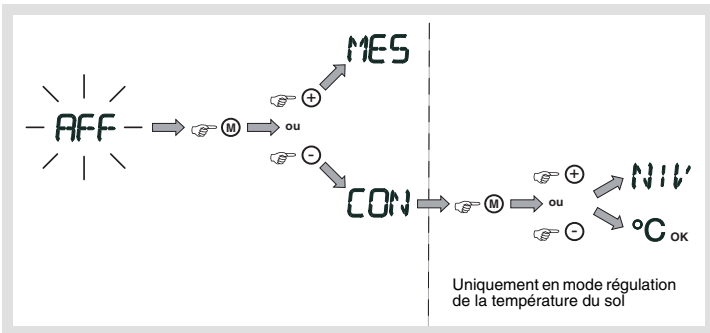 MES
+
AFF
M
ou
-
CON
M
+
ou
-
NIV
°C OK
Uniquement en mode régulation
de la température du sol